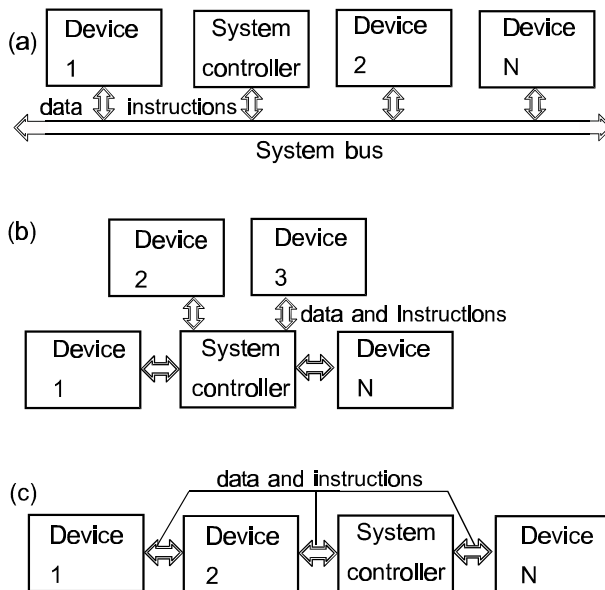 (a)
Device
1
System
controller
Device
2
Device
N
data instructions
System bus
(b)
Device
2
Device
3
data and Instructions
Device
1
System
controller
Device
N
data and instructions
(c)
Device
1
Device
2
System
controller
Device
N